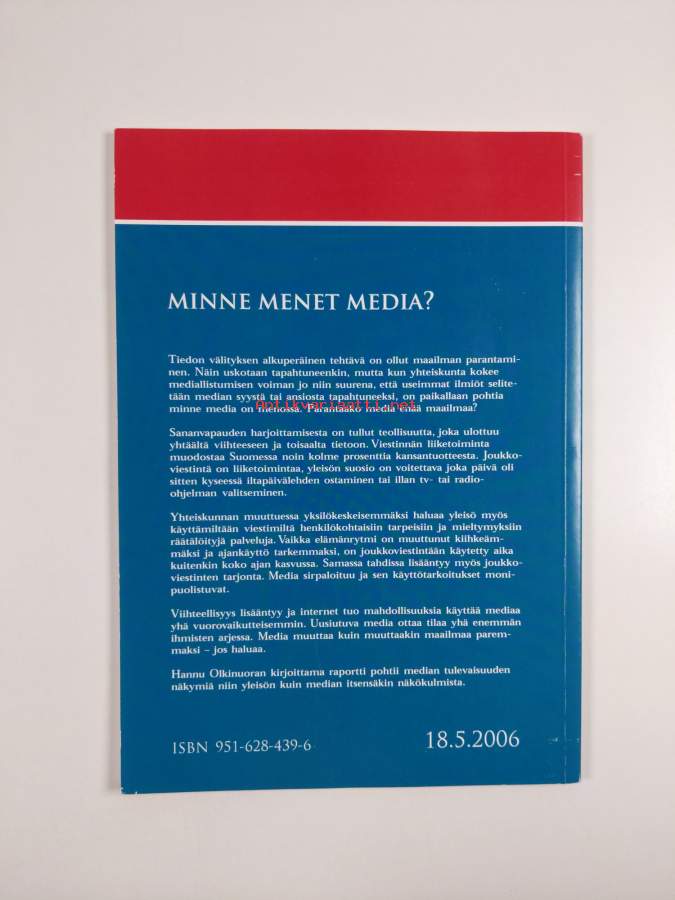 MINNE MENET MEDIA?
Tiedon välityksen alkuperäinen tehtävä on ollut maailman parantami-
nen. Näin uskotaan tapahtuneenkin, mutta kun yhteiskunta kokee
mediallistumisen voiman jo niin suurena, että useimmat ilmiöt selite-
tään median syystä tai ansiosta tapahtuneeksi, on paikallaan pohtia
minne media on menossa. Parantaako media enää maailmaa?
Antikvariaatti.net
Sananvapauden harjoittamisesta on tullut teollisuutta, joka ulottuu
yhtäältä viihteeseen ja toisaalta tietoon. Viestinnän liiketoiminta
muodostaa Suomessa noin kolme prosenttia kansantuotteesta. Joukko-
viestintä on liiketoimintaa, yleisön suosio on voitettava joka päivä oli
sitten kyseessä iltapäivälehden ostaminen tai illan tv- tai radio-
ohjelman valitseminen.
Yhteiskunnan muuttuessa yksilökeskeisemmäksi haluaa yleisö myös
käyttämiltään viestimiltä henkilökohtaisiin tarpeisiin ja mieltymyksiin
räätälöityjä palveluja. Vaikka elämänrytmi on muuttunut kiihkeäm-
mäksi ja ajankäyttö tarkemmaksi, on joukkoviestintään käytetty aika
kuitenkin koko ajan kasvussa. Samassa tahdissa lisääntyy myös joukko-
viestinten tarjonta. Media sirpaloituu ja sen käyttötarkoitukset moni-
puolistuvat.
Viihteellisyys lisääntyy ja internet tuo mahdollisuuksia käyttää mediaa
yhä vuorovaikutteisemmin. Uusiutuva media ottaa tilaa yhä enemmän
ihmisten arjessa. Media muuttaa kuin muuttaakin maailmaa parem-
maksi – jos haluaa.
Hannu Olkinuoran kirjoittama raportti pohtii median tulevaisuuden
näkymiä niin yleisön kuin median itsensäkin näkökulmista.
ISBN 951-628-439-6
18.5.2006